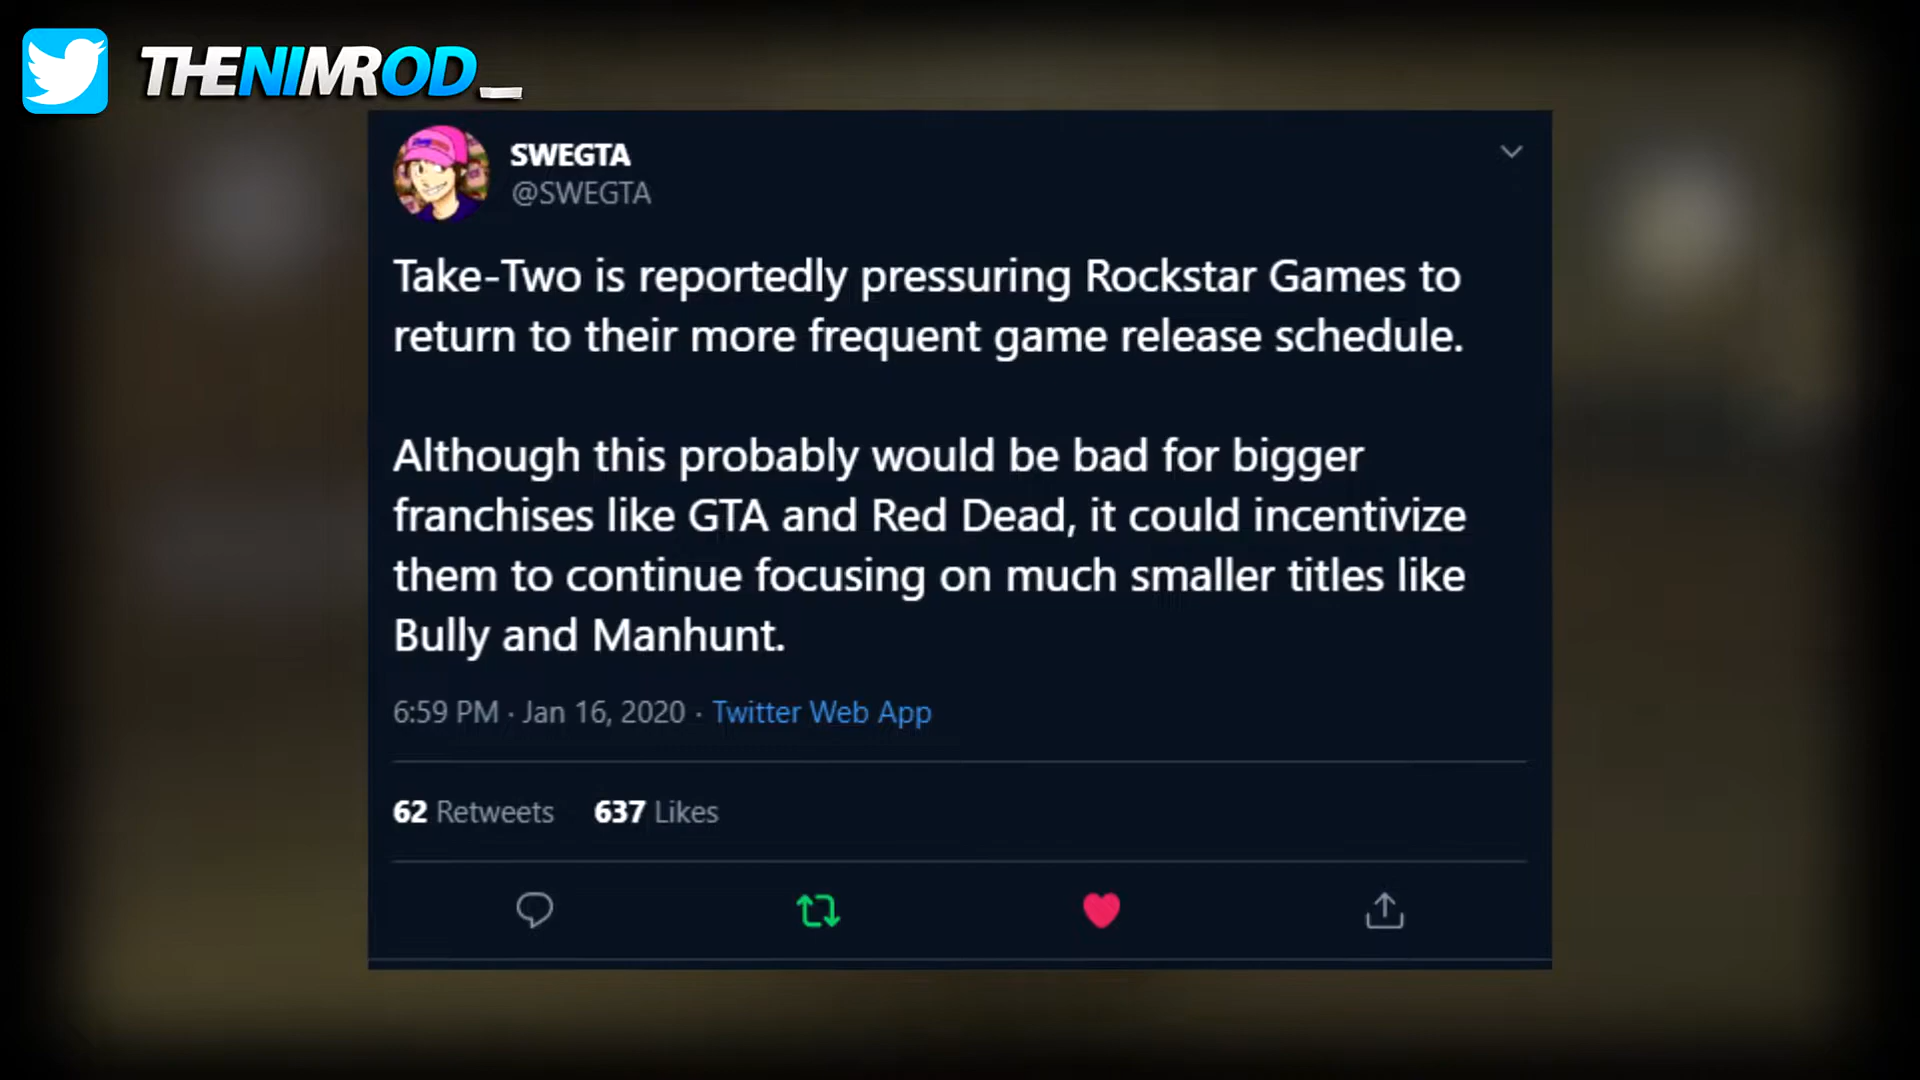 THENIMROD_
SWEGTA
@SWEGTA
Take-Two is reportedly pressuring Rockstar Games to
return to their more frequent game release schedule.
Although this probably would be bad for bigger
franchises like GTA and Red Dead, it could incentivize
them to continue focusing on much smaller titles like
Bully and Manhunt.
6:59 PM · Jan 16, 2020 · Twitter Web App
62 Retweets 637 Likes